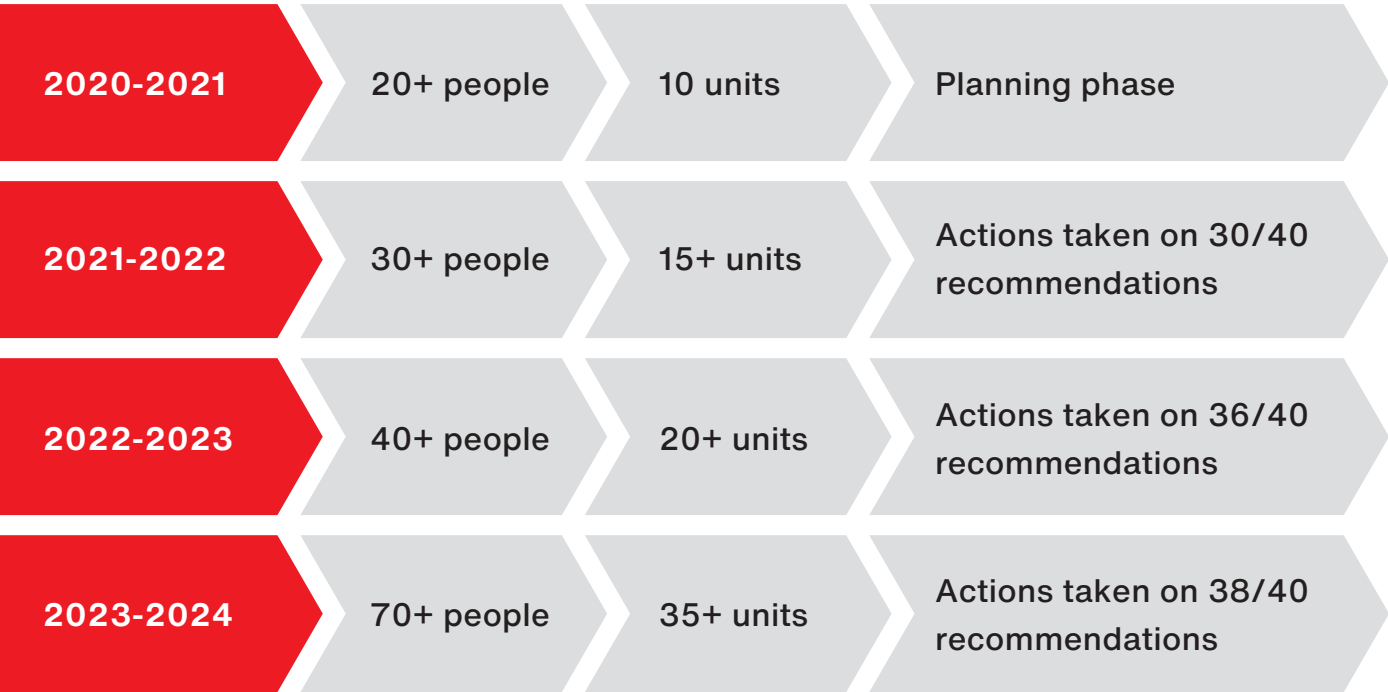 2020-2021
20+ people
10 units
Planning phase
2021-2022
30+ people
15+ units
Actions taken on 30/40
recommendations
2022-2023
40+ people
20+ units
Actions taken on 36/40
recommendations
2023-2024
70+ people
35+ units
Actions taken on 38/40
recommendations